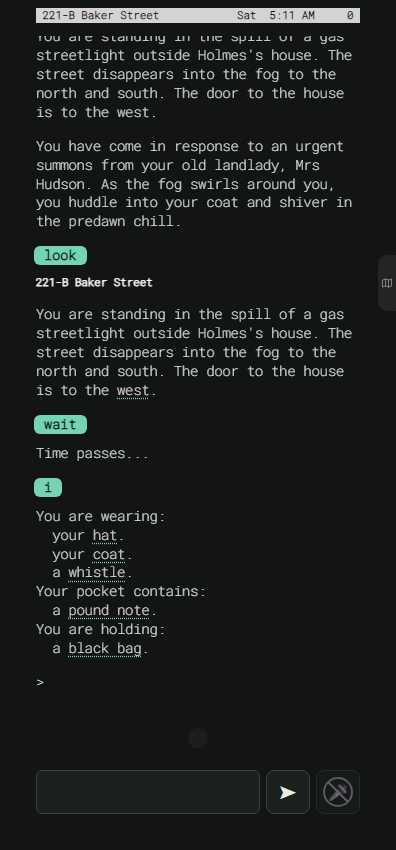 221-B Baker Street Sat 5:11 AM 0
You are standing in the spill of a gas
streetlight outside Holmes's house. The
street disappears into the fog to the
north and south. The door to the house
is to the west.
You have come in response to an urgent
summons from your old landlady, Mrs
Hudson. As the fog swirls around you,
you huddle into your coat and shiver in
the predawn chill.
look
221-B Baker Street
You are standing in the spill of a gas
streetlight outside Holmes's house. The
street disappears into the fog to the
north and south. The door to the house
is to the west.
wait
Time passes...
i
You are wearing:
your hat.
your coat.
a whistle.
Your pocket contains:
a pound note.
You are holding:
a black bag.
>